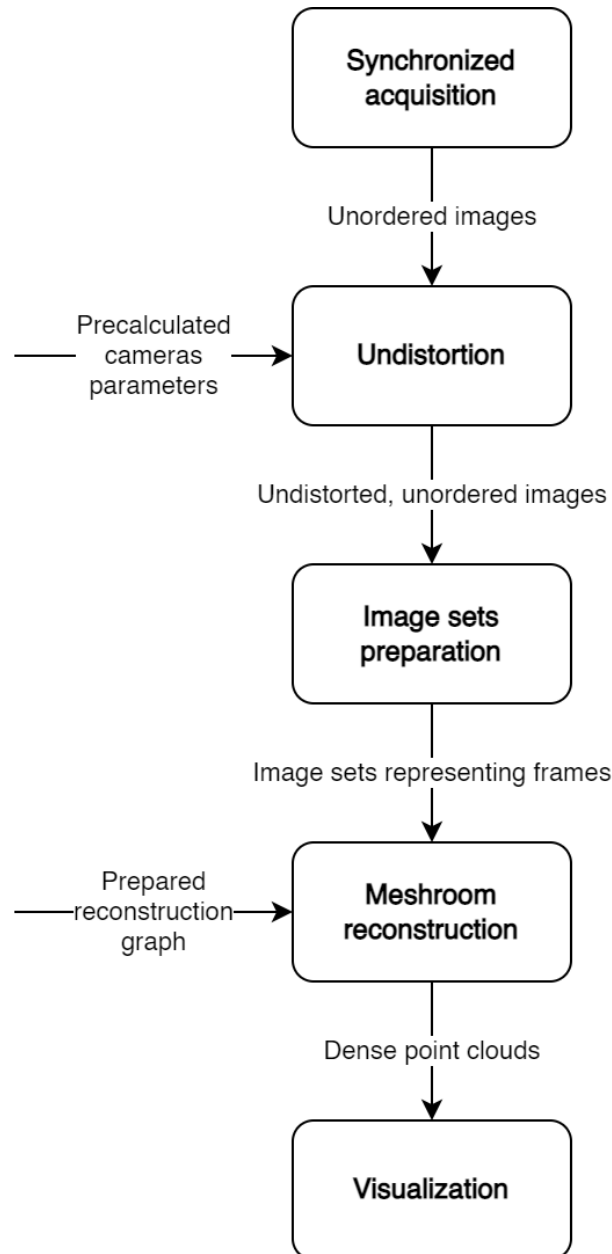 Synchronized
acquisition
Unordered images
Precalculated
cameras
parameters
Undistortion
Undistorted, unordered images
Image sets
preparation
Image sets representing frames
Prepared
reconstruction
graph
Meshroom
reconstruction
Dense point clouds
Visualization